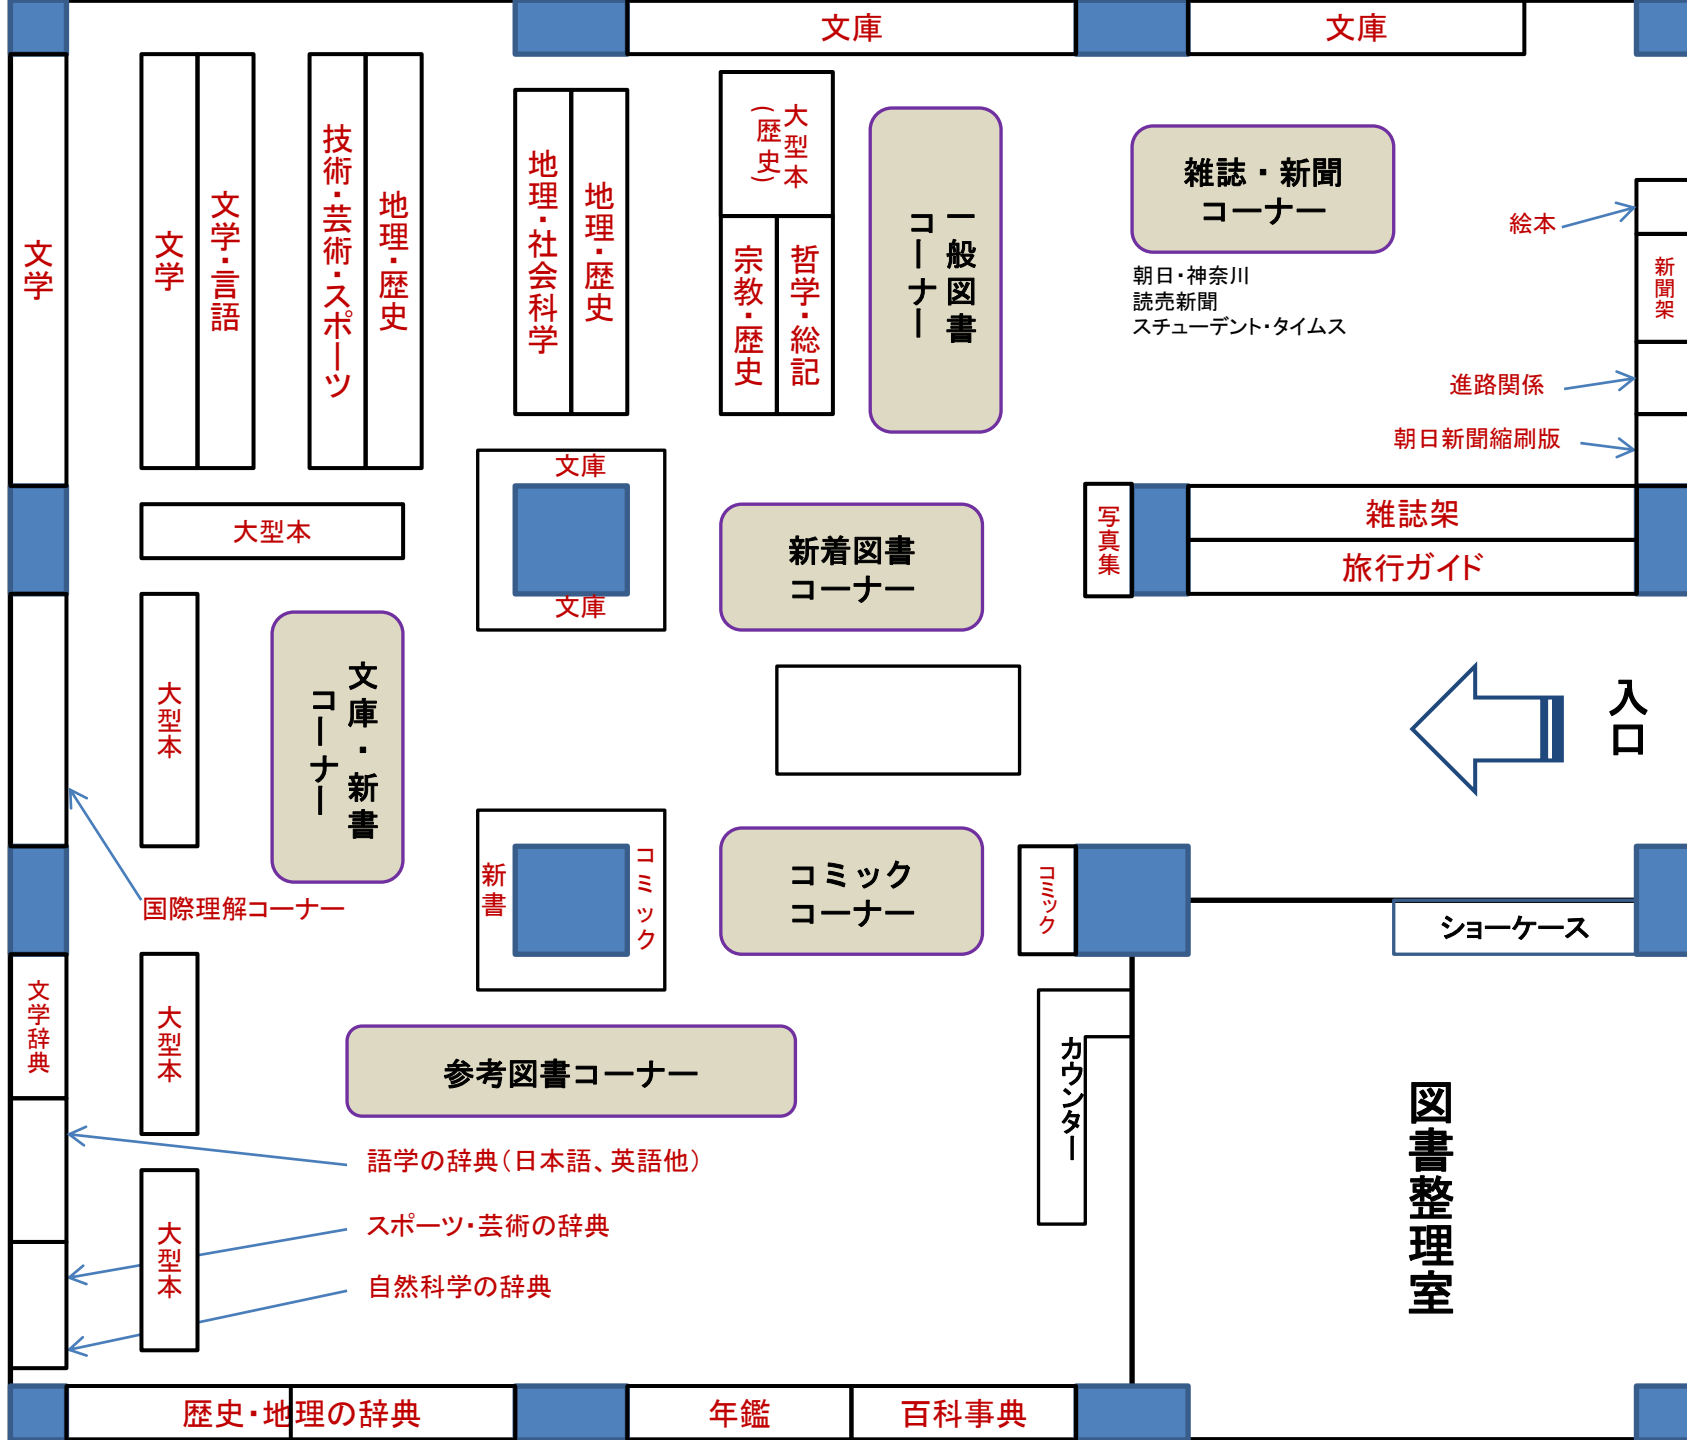 文庫
文庫
文学
文学
文学・言語
技術・芸術・スポーツ
地理・歴史
地理・社会科学
地理・歴史
大型本
(歴史)
宗教・歴史
哲学・総記
一般図書
コーナー
雑誌・新聞
コーナー
朝日・神奈川
読売新聞
スチューデント・タイムス
絵本
新聞架
進路関係
朝日新聞縮刷版
大型本
文庫
文庫
新着図書
コーナー
写真集
雑誌架
旅行ガイド
大型本
文庫・新書
コーナー
入口
国際理解コーナー
新書
コミック
コミック
コーナー
コミック
ショーケース
文学辞典
大型本
参考図書コーナー
カウンター
図書整理室
語学の辞典(日本語、英語他)
大型本
スポーツ・芸術の辞典
自然科学の辞典
歴史・地理の辞典
年鑑
百科事典